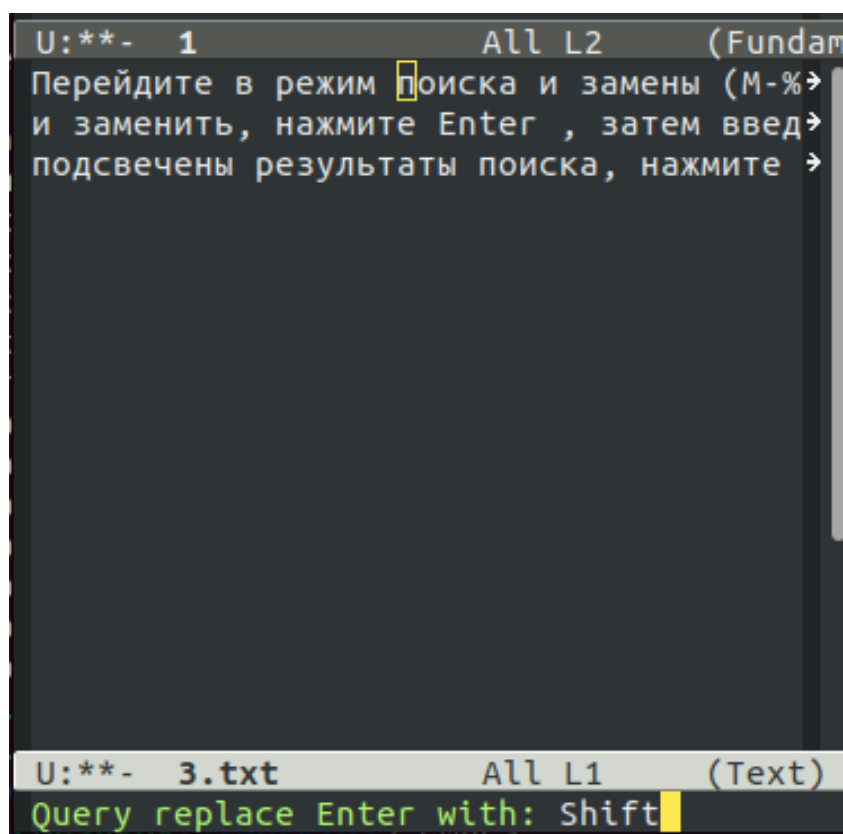 U:**-  1                 All L2     (Fundam
Перейдите в режим поиска и замены (M-%
и заменить, нажмите Enter , затем введ
подсвечены результаты поиска, нажмите
U:**-  3.txt             All L1     (Text)
Query replace Enter with: Shift